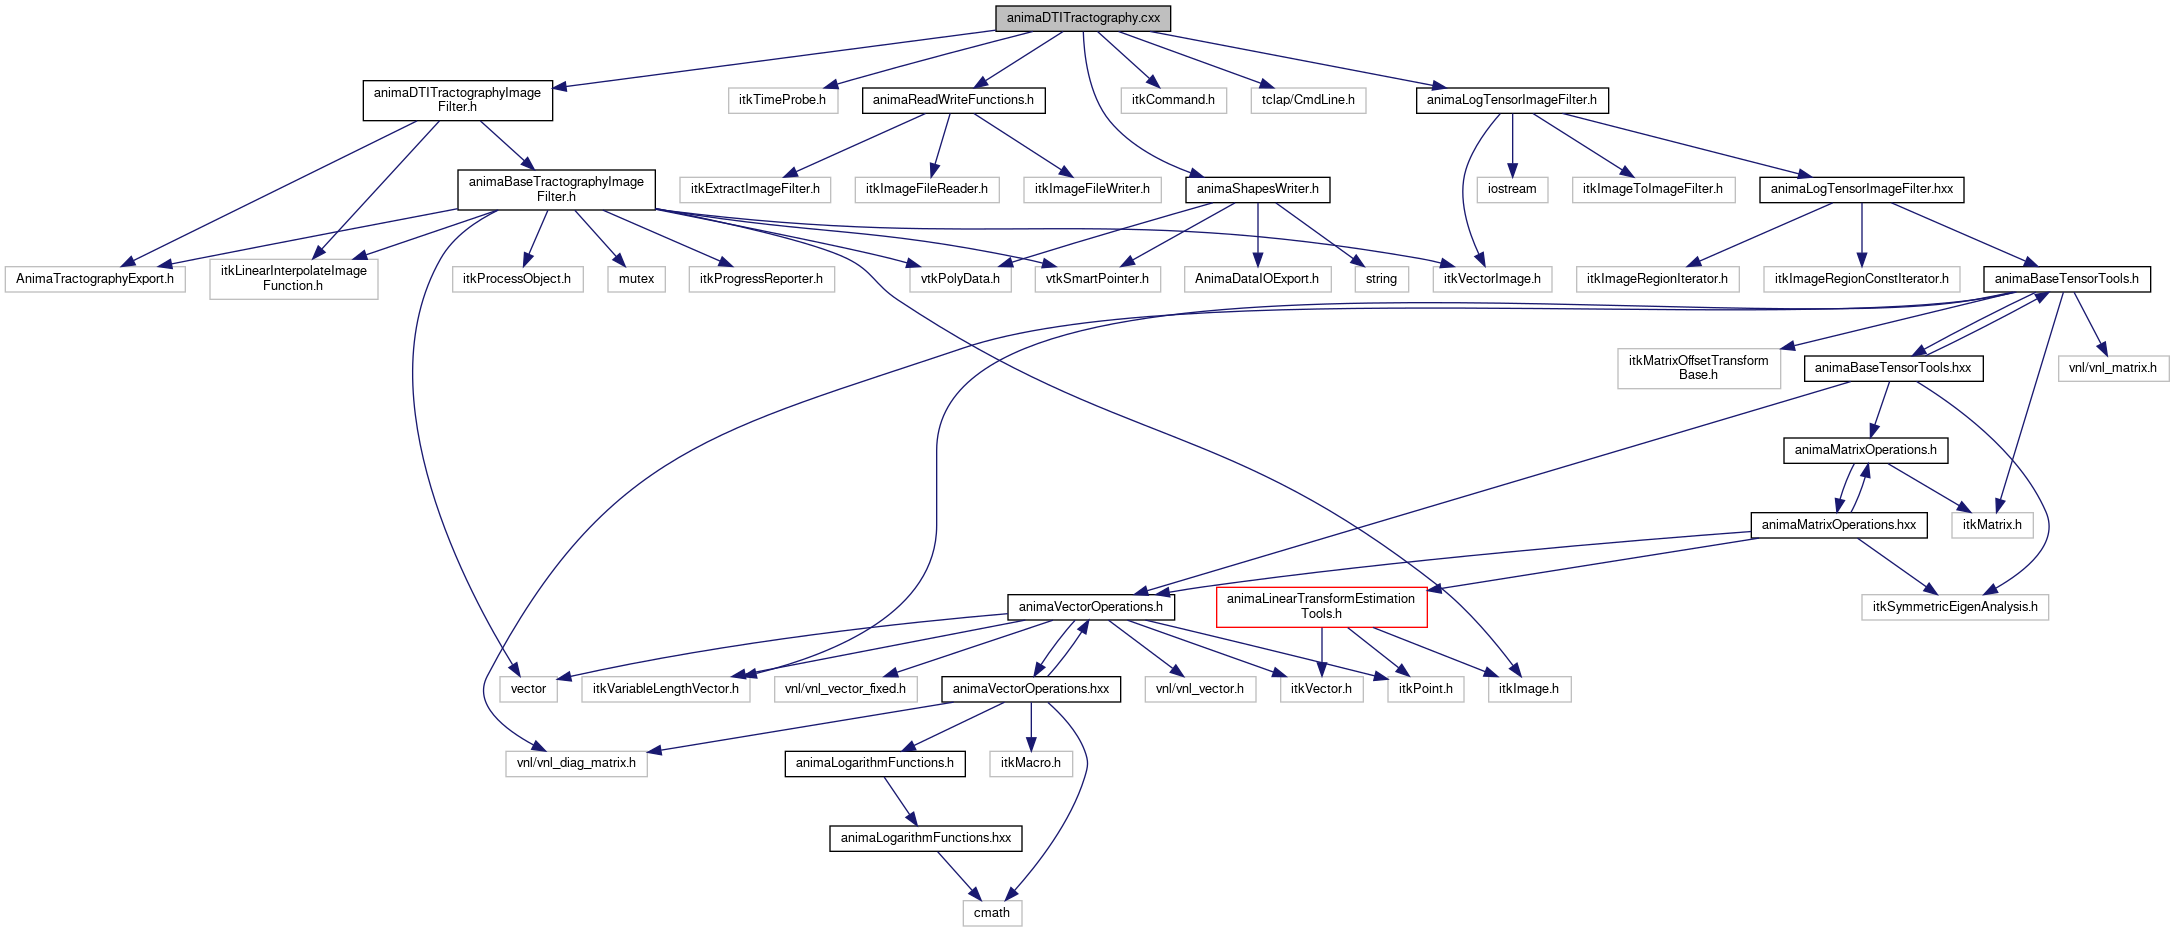 animaDTITractography.cxx
animaDTITractographyImage
Filter.h
itkTimeProbe.h
animaReadWriteFunctions.h
itkCommand.h
tclap/CmdLine.h
animaLogTensorImageFilter.h
animaBaseTractographyImage
Filter.h
itkExtractImageFilter.h
itkImageFileReader.h
itkImageFileWriter.h
animaShapesWriter.h
iostream
itkImageToImageFilter.h
animaLogTensorImageFilter.hxx
AnimaTractographyExport.h
itkLinearInterpolateImage
Function.h
itkProcessObject.h
mutex
itkProgressReporter.h
vtkPolyData.h
vtkSmartPointer.h
AnimaDataIOExport.h
string
itkVectorImage.h
itkImageRegionIterator.h
itkImageRegionConstIterator.h
animaBaseTensorTools.h
itkMatrixOffsetTransform
Base.h
animaBaseTensorTools.hxx
vnl/vnl_matrix.h
animaMatrixOperations.h
animaMatrixOperations.hxx
itkMatrix.h
animaVectorOperations.h
animaLinearTransformEstimation
Tools.h
itkSymmetricEigenAnalysis.h
vector
itkVariableLengthVector.h
vnl/vnl_vector_fixed.h
animaVectorOperations.hxx
vnl/vnl_vector.h
itkVector.h
itkPoint.h
itkImage.h
vnl/vnl_diag_matrix.h
animaLogarithmFunctions.h
itkMacro.h
animaLogarithmFunctions.hxx
cmath